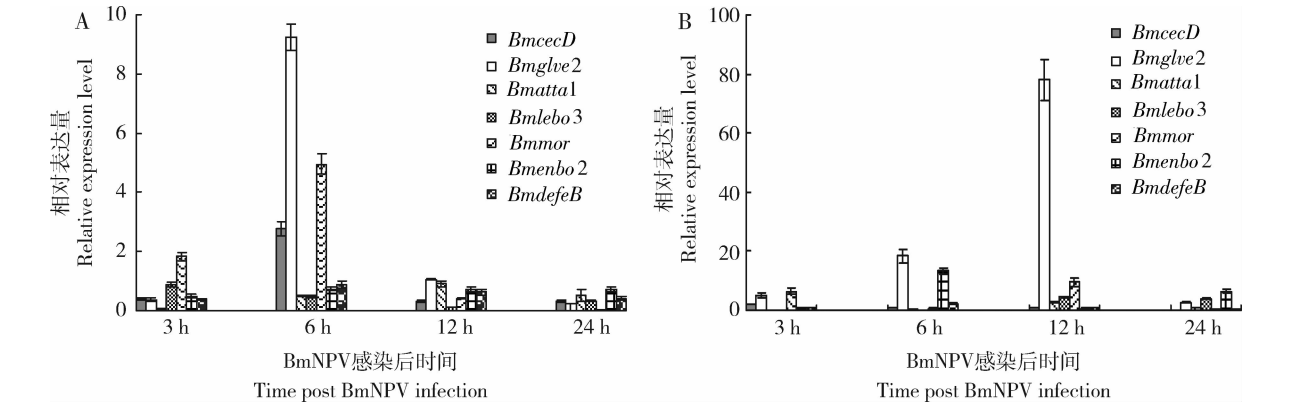 A
相对表达量
Relative expression level
10
8
6
4
2
0
BmcecD
Bmglve2
Bmatta1
Bmlebo3
Bmmor
Bmenbo2
BmdefeB
3 h
6 h
12 h
24 h
BmNPV感染后时间
Time post BmNPV infection
B
相对表达量
Relative expression level
100
80
60
40
20
0
BmcecD
Bmglve2
Bmatta1
Bmlebo3
Bmmor
Bmenbo2
BmdefeB
3 h
6 h
12 h
24 h
BmNPV感染后时间
Time post BmNPV infection